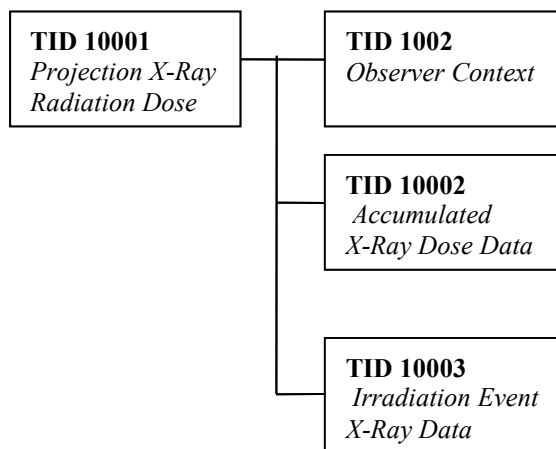 TID 10001
Projection X-Ray
Radiation Dose
TID 1002
Observer Context
TID 10002
Accumulated
X-Ray Dose Data
TID 10003
Irradiation Event
X-Ray Data